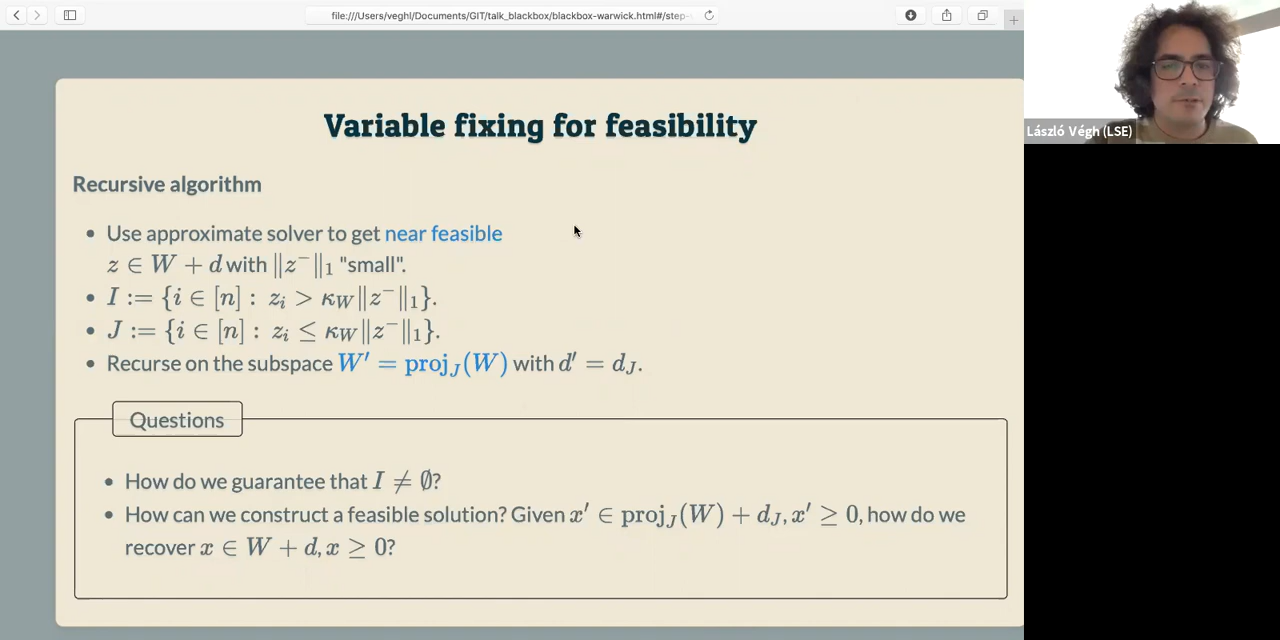 file:///Users/veghl/Documents/GIT/talk_blackbox/blackbox-warwick.html#/step-
László Végh (LSE)
Variable fixing for feasibility
Recursive algorithm
• Use approximate solver to get near feasible
z ∈ W + d with ‖z⁻‖₁ "small".
• I := {i ∈ [n] : zᵢ > κ_W‖z⁻‖₁}.
• J := {i ∈ [n] : zᵢ ≤ κ_W‖z⁻‖₁}.
• Recurse on the subspace W′ = proj_J(W) with d′ = d_J.
Questions
• How do we guarantee that I ≠ ∅?
• How can we construct a feasible solution? Given x′ ∈ proj_J(W) + d_J, x′ ≥ 0, how do we
recover x ∈ W + d, x ≥ 0?